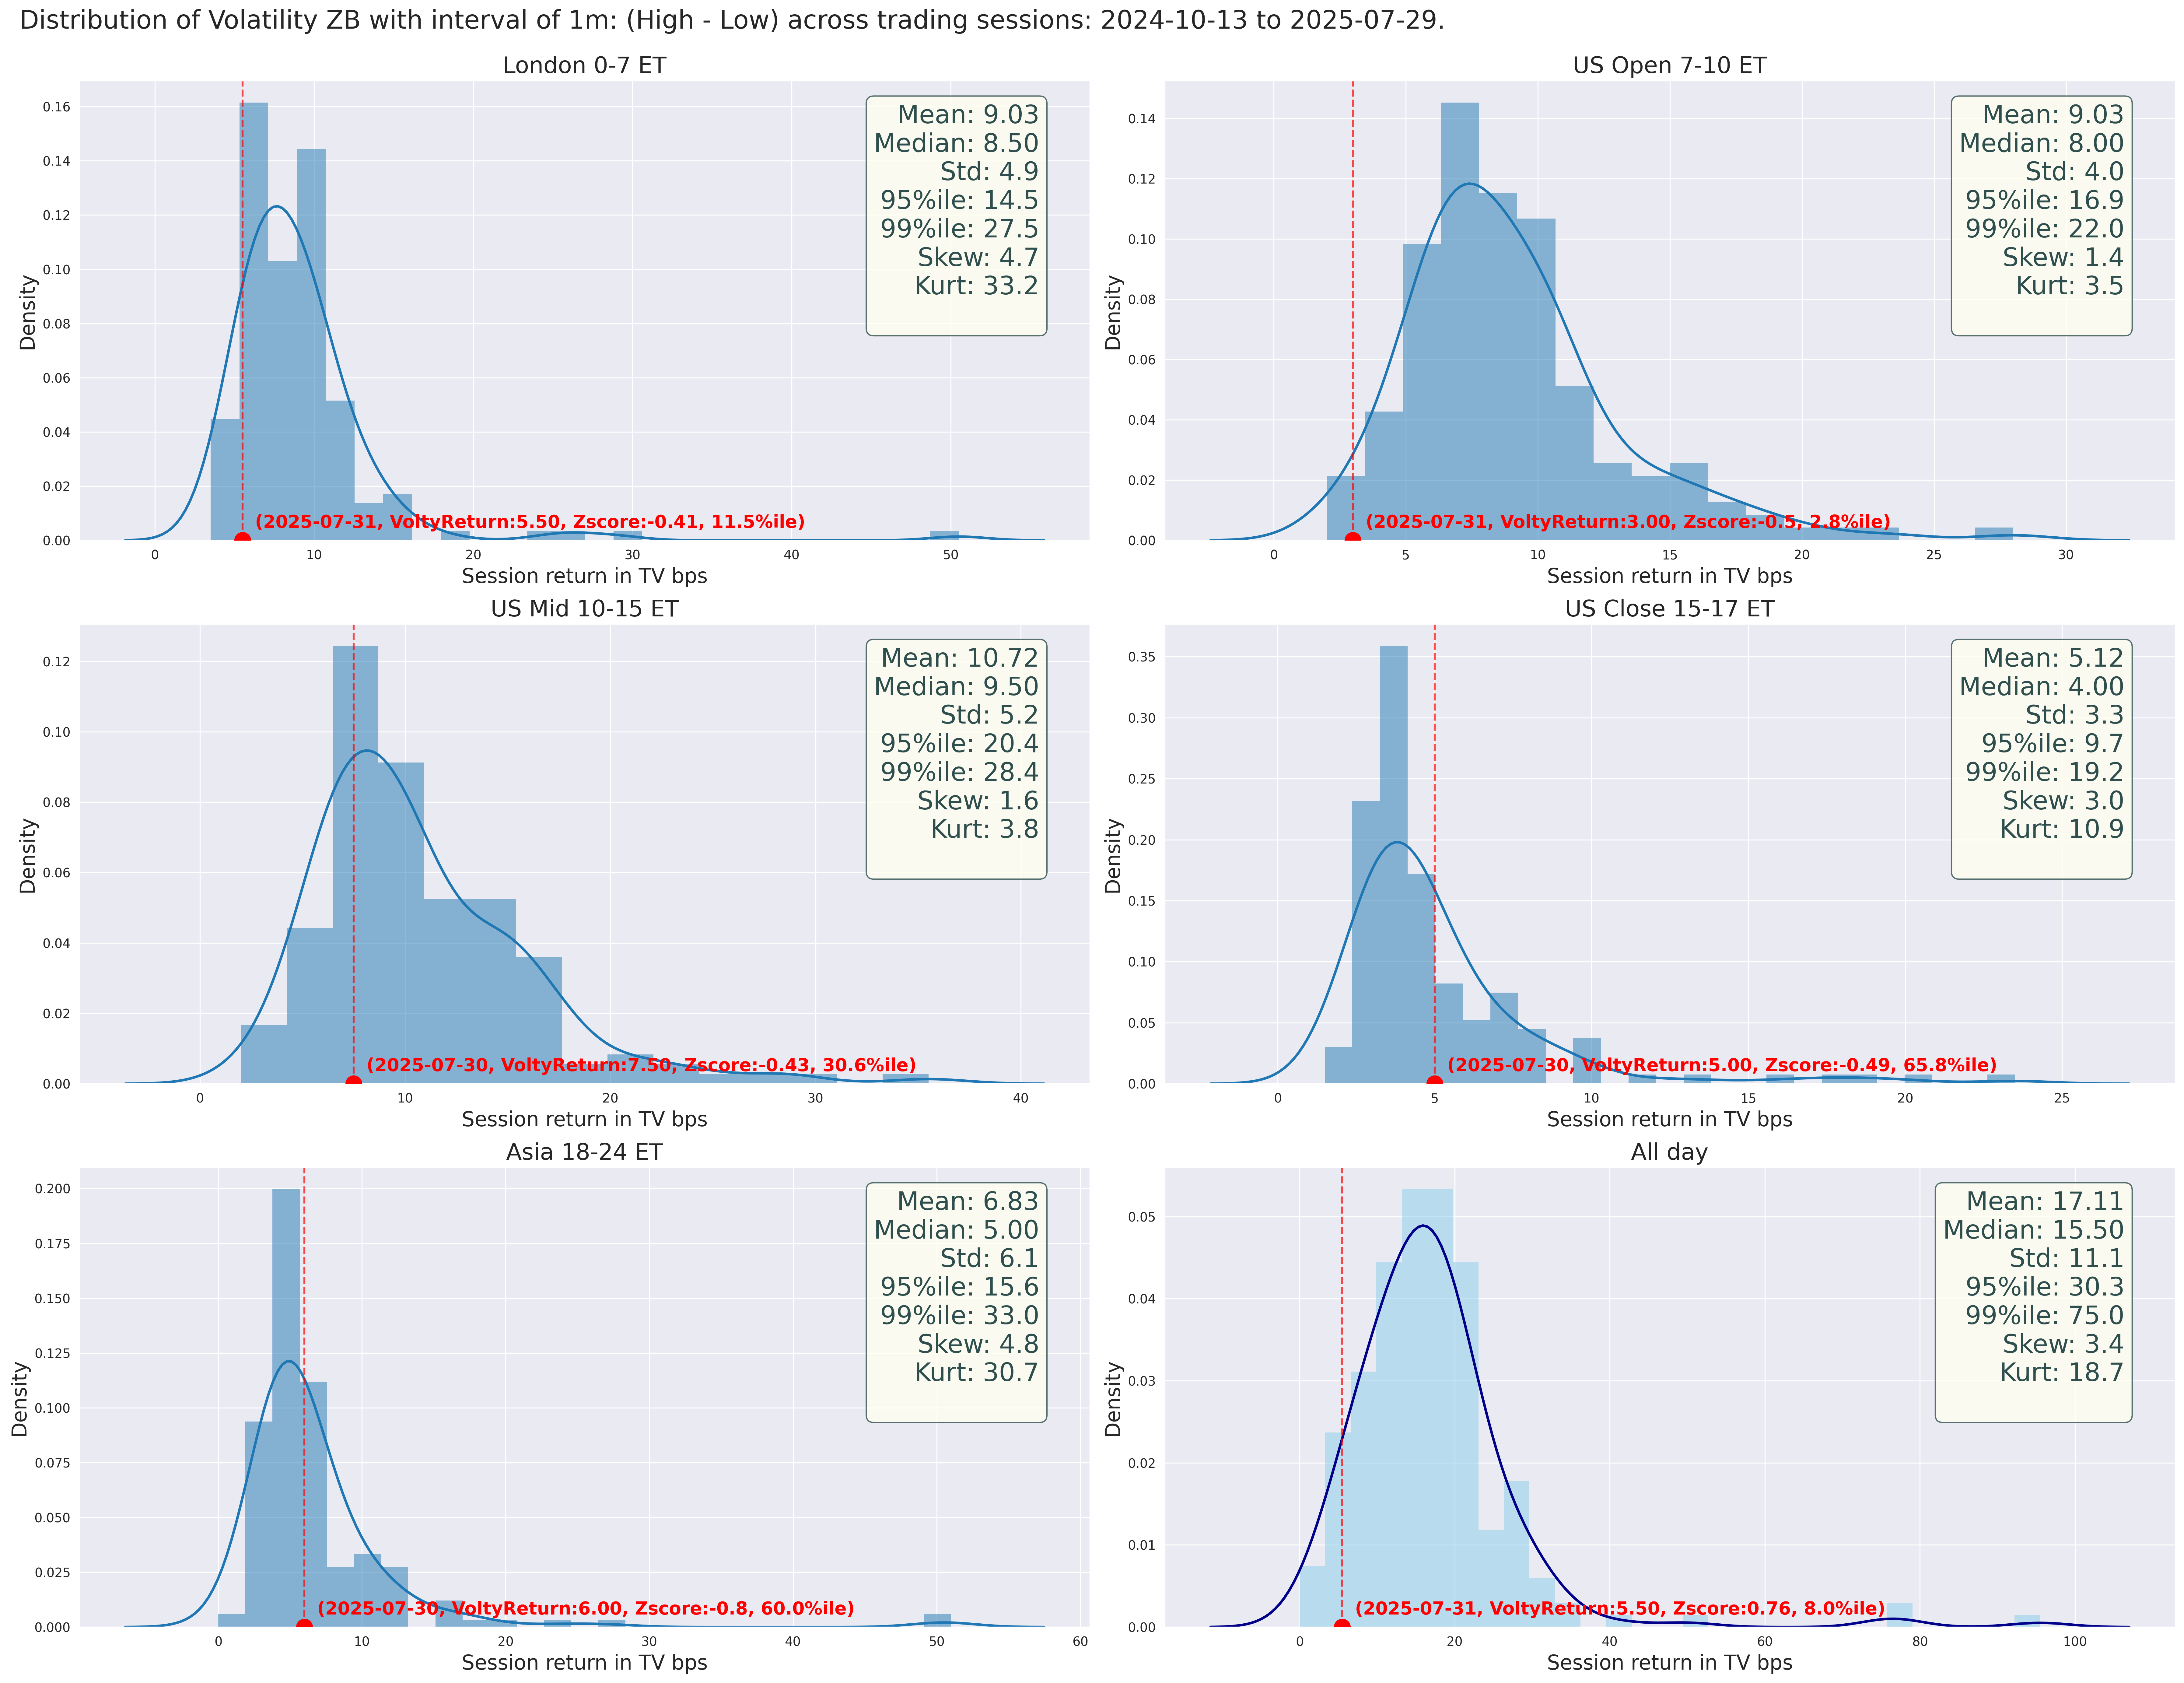 Distribution of Volatility ZB with interval of 1m: (High - Low) across trading sessions: 2024-10-13 to 2025-07-29.
London 0-7 ET
0.16
0.14
0.12
0.10
0.08
0.06
0.04
0.02
0.00
Density
Mean: 9.03
Median: 8.50
Std: 4.9
95%ile: 14.5
99%ile: 27.5
Skew: 4.7
Kurt: 33.2
(2025-07-31, VoltyReturn:5.50, Zscore:-0.41, 11.5%ile)
0 10 20 30 40 50
Session return in TV bps
US Open 7-10 ET
0.14
0.12
0.10
0.08
0.06
0.04
0.02
0.00
Density
Mean: 9.03
Median: 8.00
Std: 4.0
95%ile: 16.9
99%ile: 22.0
Skew: 1.4
Kurt: 3.5
(2025-07-31, VoltyReturn:3.00, Zscore:-0.5, 2.8%ile)
0 5 10 15 20 25 30
Session return in TV bps
US Mid 10-15 ET
0.12
0.10
0.08
0.06
0.04
0.02
0.00
Density
Mean: 10.72
Median: 9.50
Std: 5.2
95%ile: 20.4
99%ile: 28.4
Skew: 1.6
Kurt: 3.8
(2025-07-30, VoltyReturn:7.50, Zscore:-0.43, 30.6%ile)
0 10 20 30 40
Session return in TV bps
US Close 15-17 ET
0.35
0.30
0.25
0.20
0.15
0.10
0.05
0.00
Density
Mean: 5.12
Median: 4.00
Std: 3.3
95%ile: 9.7
99%ile: 19.2
Skew: 3.0
Kurt: 10.9
(2025-07-30, VoltyReturn:5.00, Zscore:-0.49, 65.8%ile)
0 5 10 15 20 25
Session return in TV bps
Asia 18-24 ET
0.200
0.175
0.150
0.125
0.100
0.075
0.050
0.025
0.000
Density
Mean: 6.83
Median: 5.00
Std: 6.1
95%ile: 15.6
99%ile: 33.0
Skew: 4.8
Kurt: 30.7
(2025-07-30, VoltyReturn:6.00, Zscore:-0.8, 60.0%ile)
0 10 20 30 40 50 60
Session return in TV bps
All day
0.05
0.04
0.03
0.02
0.01
0.00
Density
Mean: 17.11
Median: 15.50
Std: 11.1
95%ile: 30.3
99%ile: 75.0
Skew: 3.4
Kurt: 18.7
(2025-07-31, VoltyReturn:5.50, Zscore:0.76, 8.0%ile)
0 20 40 60 80 100
Session return in TV bps